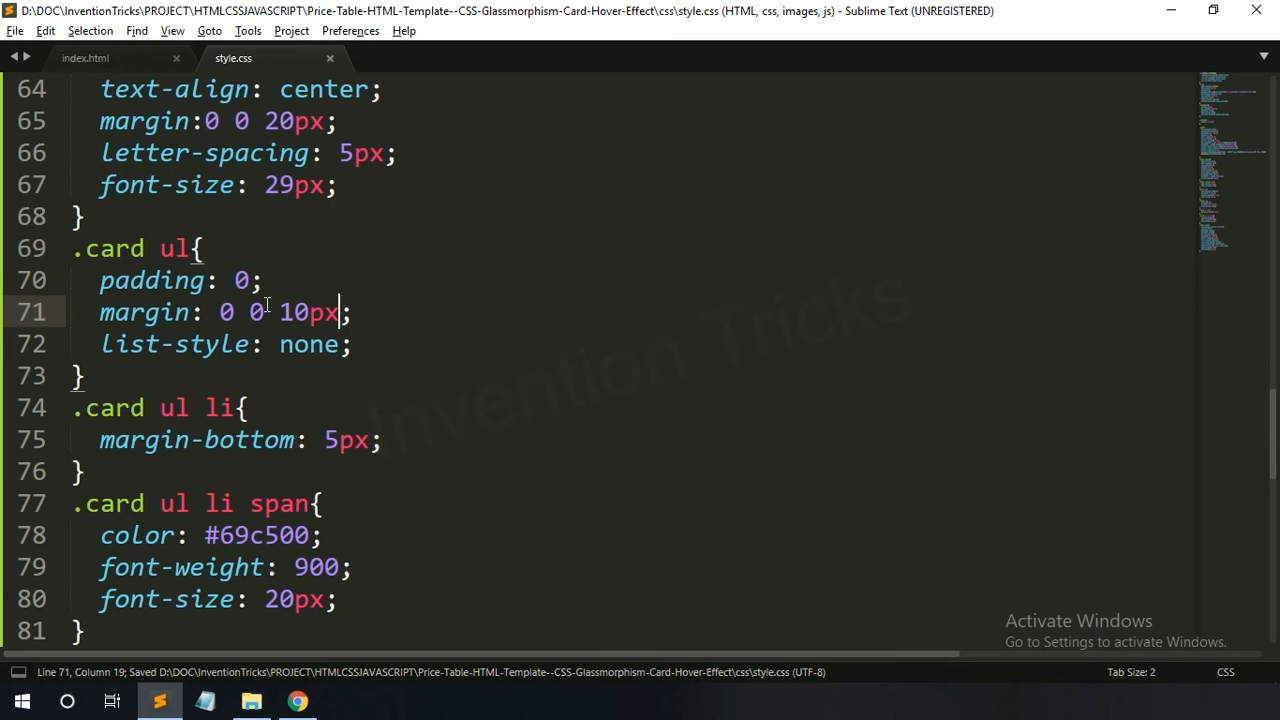 D:\DOC\InventionTricks\PROJECT\HTMLCSSJAVASCRIPT\Price-Table-HTML-Template--CSS-Glassmorphism-Card-Hover-Effect\css\style.css (HTML, css, images, js) - Sublime Text (UNREGISTERED)
File Edit Selection Find View Goto Tools Project Preferences Help
index.html style.css
64 text-align: center;
65 margin:0 0 20px;
66 letter-spacing: 5px;
67 font-size: 29px;
68 }
69 .card ul{
70 padding: 0;
71 margin: 0 0 10px;
72 list-style: none;
73 }
74 .card ul li{
75 margin-bottom: 5px;
76 }
77 .card ul li span{
78 color: #69c500;
79 font-weight: 900;
80 font-size: 20px;
81 }
Invention Tricks
Activate Windows
Go to Settings to activate Windows.
Line 71, Column 19; Saved D:\DOC\InventionTricks\PROJECT\HTMLCSSJAVASCRIPT\Price-Table-HTML-Template--CSS-Glassmorphism-Card-Hover-Effect\css\style.css (UTF-8) Tab Size: 2 CSS